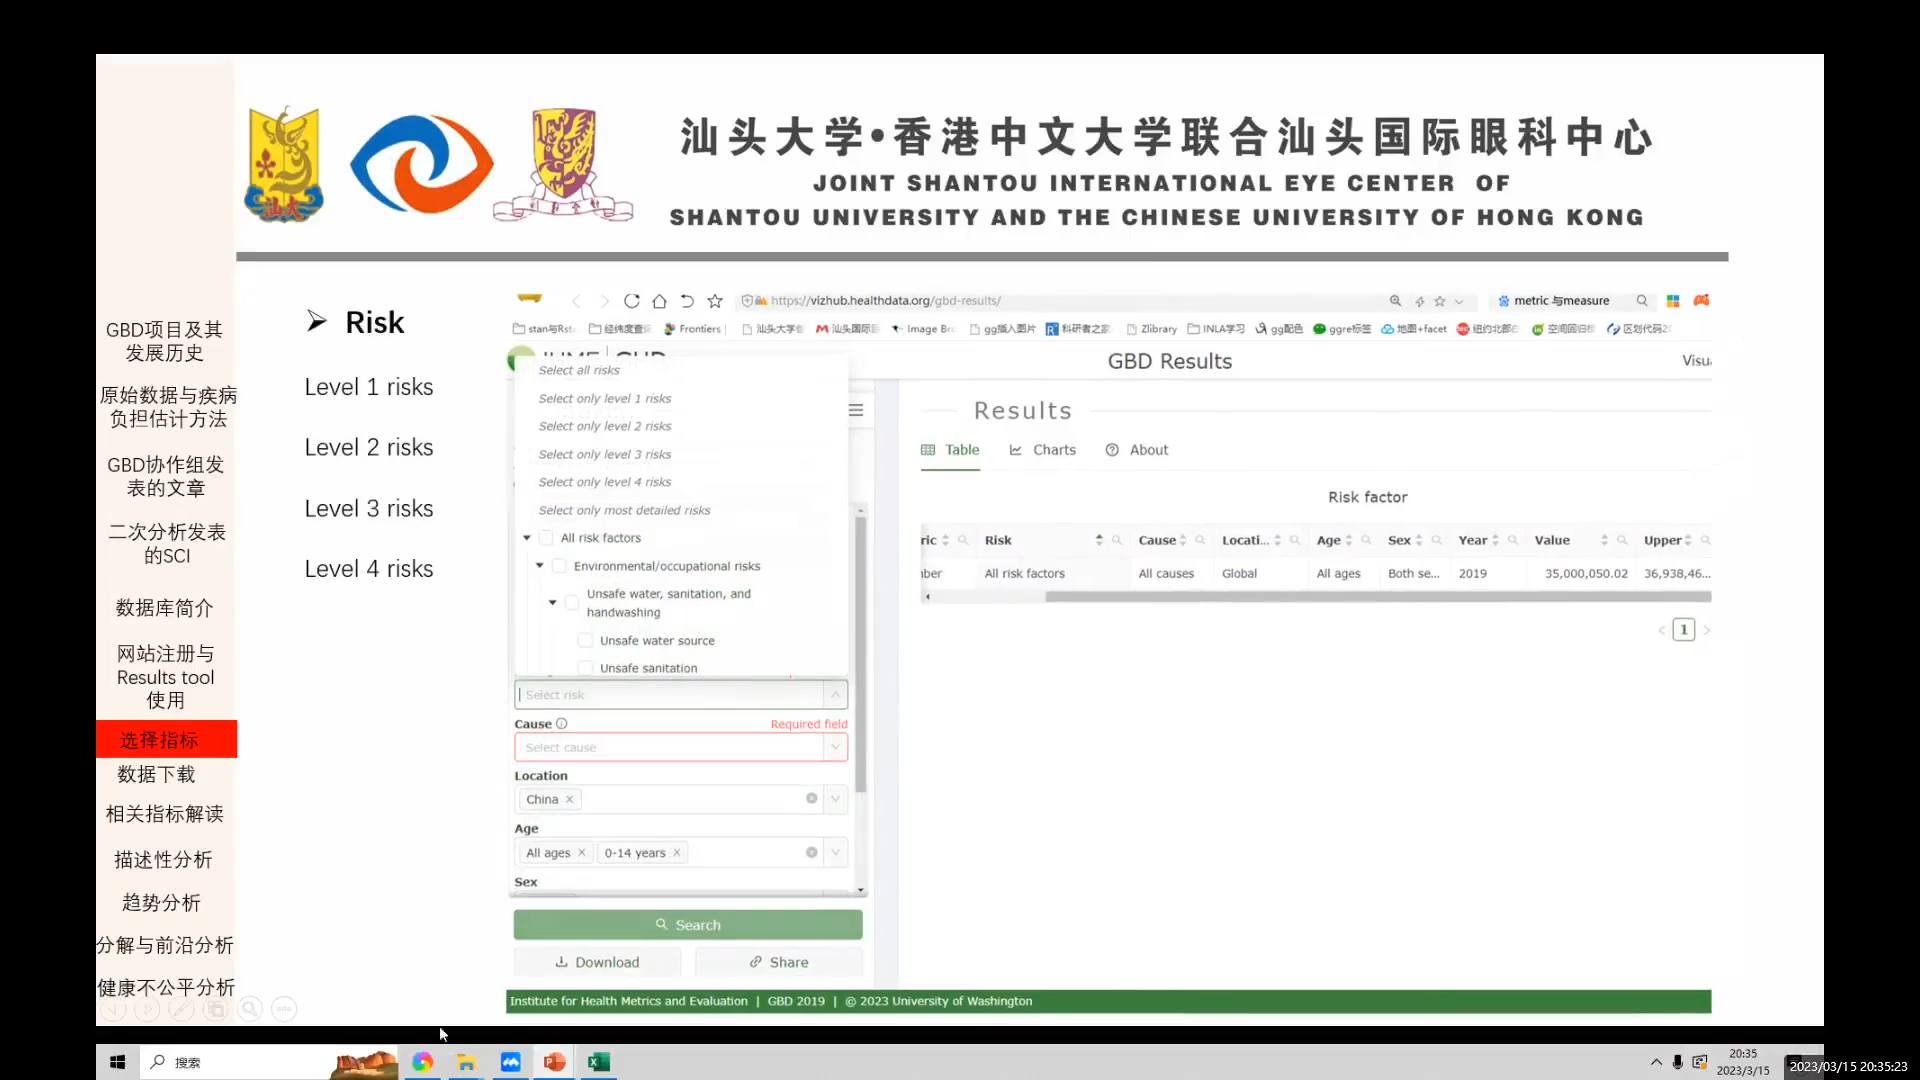 汕头大学•香港中文大学联合汕头国际眼科中心
JOINT SHANTOU INTERNATIONAL EYE CENTER OF
SHANTOU UNIVERSITY AND THE CHINESE UNIVERSITY OF HONG KONG
GBD项目及其
发展历史
原始数据与疾病
负担估计方法
GBD协作组发
表的文章
二次分析发表
的SCI
数据库简介
网站注册与
Results tool
使用
选择指标
数据下载
相关指标解读
描述性分析
趋势分析
分解与前沿分析
健康不公平分析
Risk
Level 1 risks
Level 2 risks
Level 3 risks
Level 4 risks
https://vizhub.healthdata.org/gbd-results/
metric 与measure
stan与Rst
经纬度查询
Frontiers
汕头大学
汕头国际
Image Br
gg插入图片
科研者之家
Zlibrary
INLA学习
gg配色
ggre标签
地图+facet
纽约北部
空间回归
区划代码2
GBD Results
Visu
Select all risks
Select only level 1 risks
Select only level 2 risks
Select only level 3 risks
Select only level 4 risks
Select only most detailed risks
All risk factors
Environmental/occupational risks
Unsafe water, sanitation, and
handwashing
Unsafe water source
Unsafe sanitation
Select risk
Cause
Required field
Select cause
Location
China
Age
All ages
0-14 years
Sex
Search
Download
Share
Results
Table
Charts
About
Risk factor
ric
Risk
Cause
Locati...
Age
Sex
Year
Value
Upper
ber
All risk factors
All causes
Global
All ages
Both se...
2019
35,000,050.02
36,938,46...
1
Institute for Health Metrics and Evaluation | GBD 2019 | © 2023 University of Washington
搜索
20:35
2023/3/15
2023/03/15 20:35:23